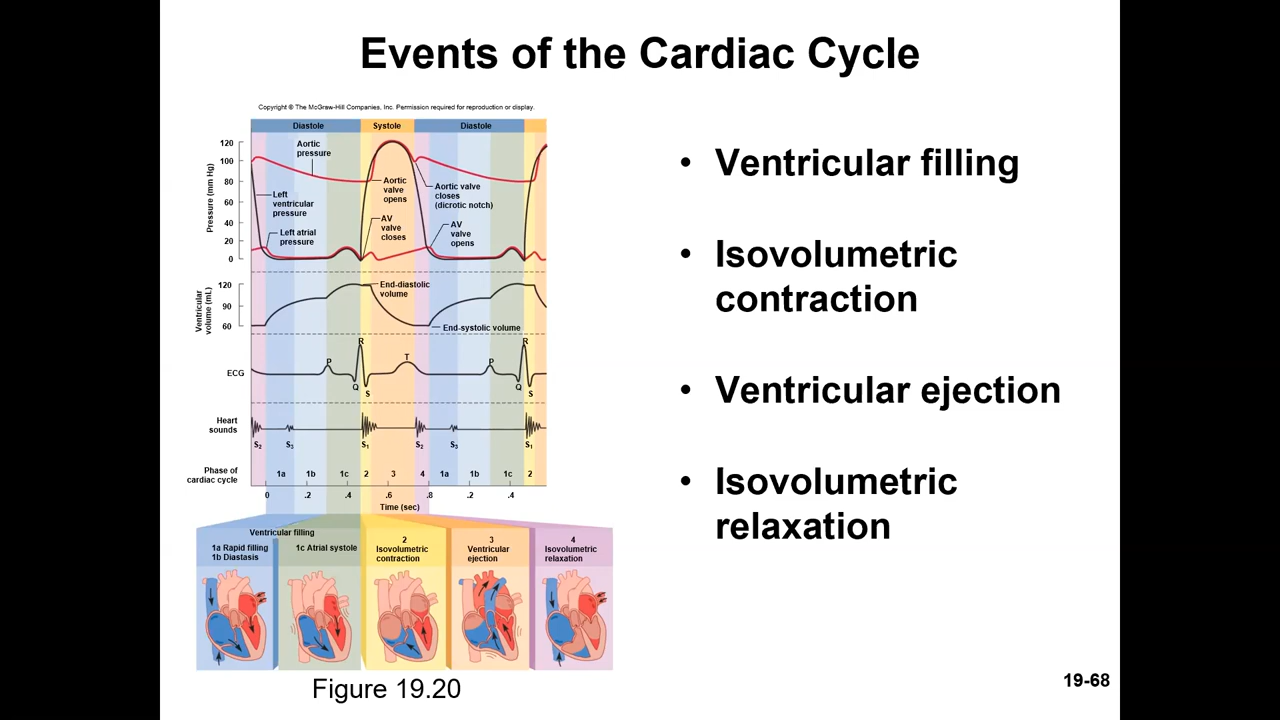 Events of the Cardiac Cycle
Copyright © The McGraw-Hill Companies, Inc. Permission required for reproduction or display.
Diastole Systole Diastole
120
100
80
60
40
20
0
Pressure (mm Hg)
Aortic
pressure
Left
ventricular
pressure
Left atrial
pressure
Aortic
valve
opens
AV
valve
closes
Aortic valve
closes
(dicrotic notch)
AV
valve
opens
Ventricular
volume (mL)
120
90
60
End-diastolic
volume
End-systolic volume
ECG
P Q R S T P Q R S
Heart
sounds
S2 S3 S1 S2 S3 S1
Phase of
cardiac cycle
1a 1b 1c 2 3 4 1a 1b 1c 2
0 .2 .4 .6 .8 .2 .4
Time (sec)
Ventricular filling
1a Rapid filling
1b Diastasis
1c Atrial systole
2
Isovolumetric
contraction
3
Ventricular
ejection
4
Isovolumetric
relaxation
Figure 19.20
• Ventricular filling
• Isovolumetric
contraction
• Ventricular ejection
• Isovolumetric
relaxation
19-68